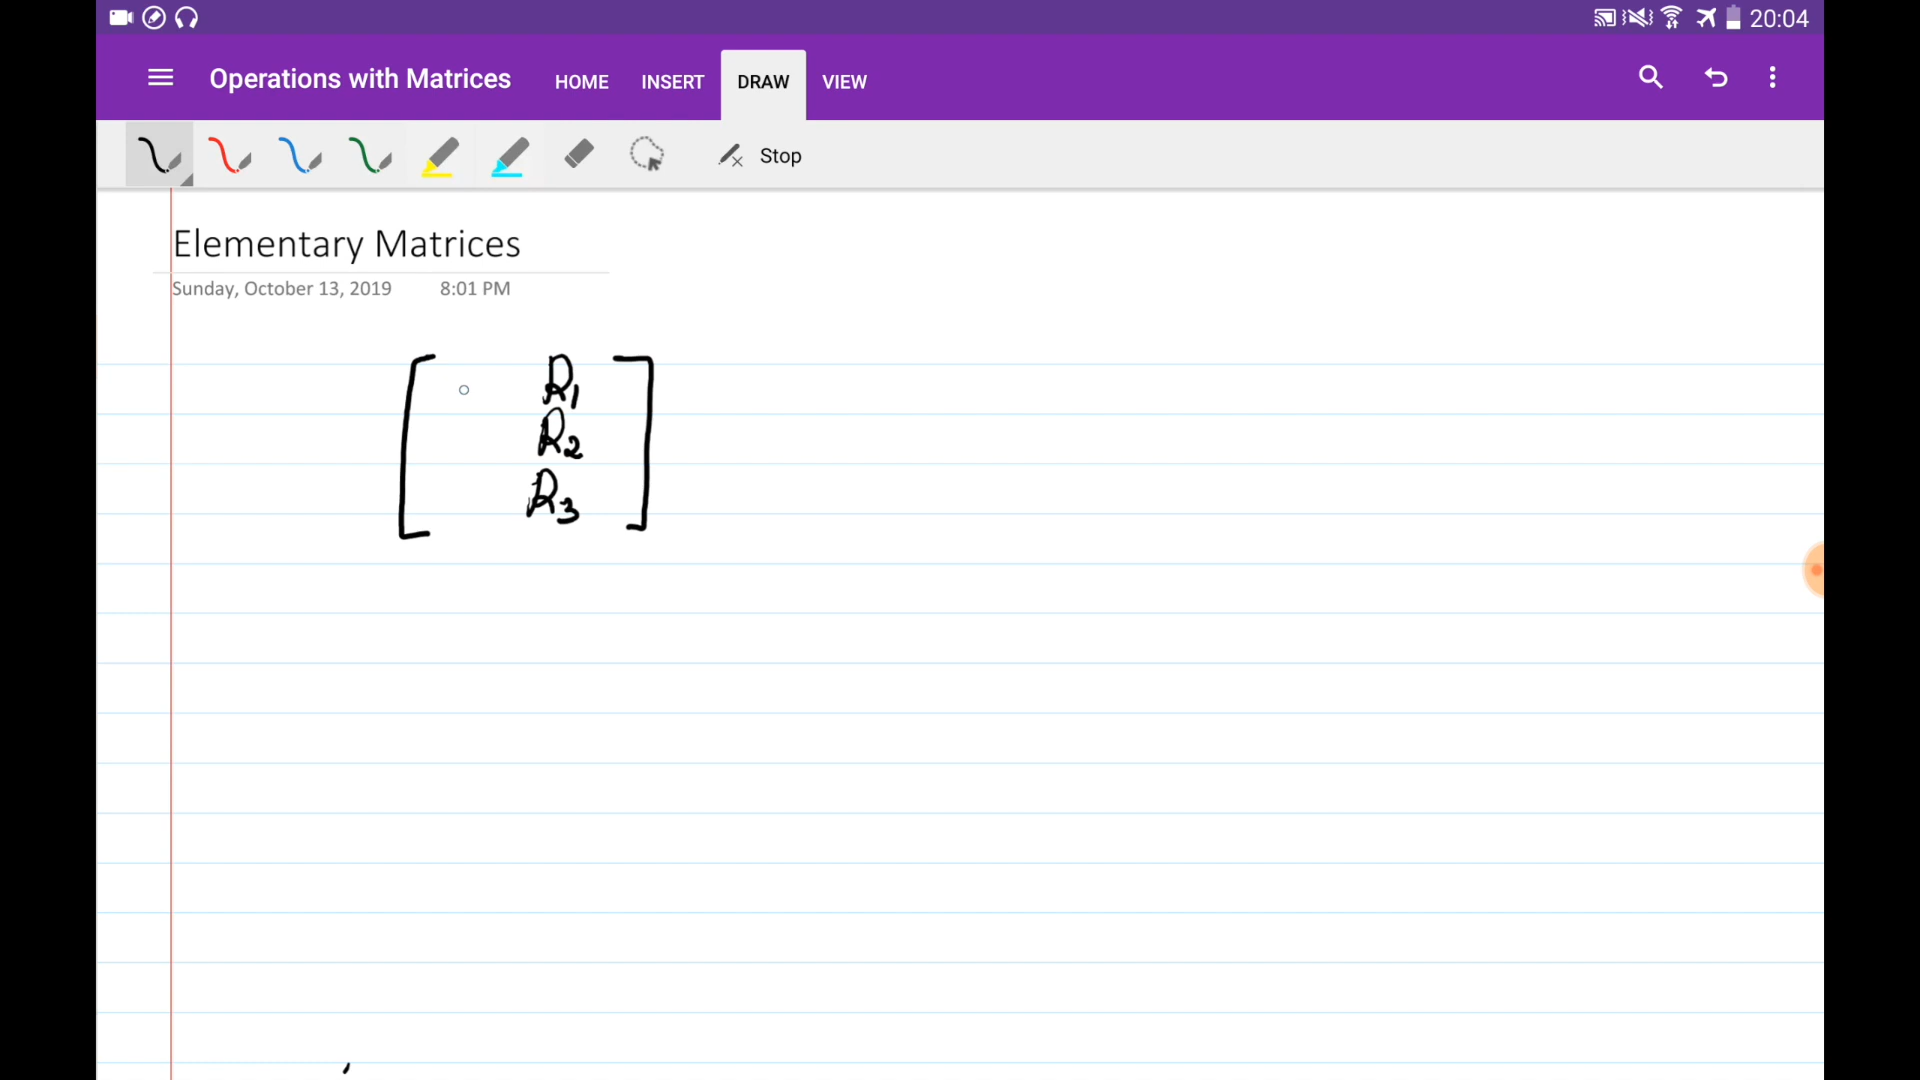 20:04
Operations with Matrices HOME INSERT DRAW VIEW
Stop
Elementary Matrices
Sunday, October 13, 2019 8:01 PM
R1
R2
R3